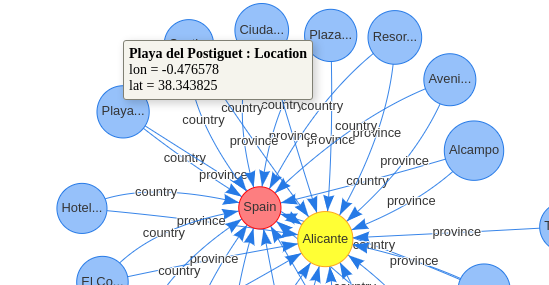 Ciuda...
Plaza...
Resor...
Playa del Postiguet : Location
lon = -0.476578
lat = 38.343825
Aveni...
Playa...
country
country
country
country
province
province
province
country
province
Alcampo
country
province
province
country
province
Hotel...
country
Spain
province
province
country
Alicante
province
country
province
country
province
El Co...